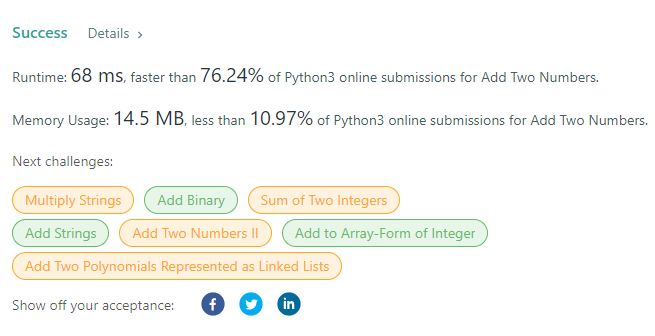 Success Details ›
Runtime: 68 ms, faster than 76.24% of Python3 online submissions for Add Two Numbers.
Memory Usage: 14.5 MB, less than 10.97% of Python3 online submissions for Add Two Numbers.
Next challenges:
Multiply Strings Add Binary Sum of Two Integers
Add Strings Add Two Numbers II Add to Array-Form of Integer
Add Two Polynomials Represented as Linked Lists
Show off your acceptance: f in